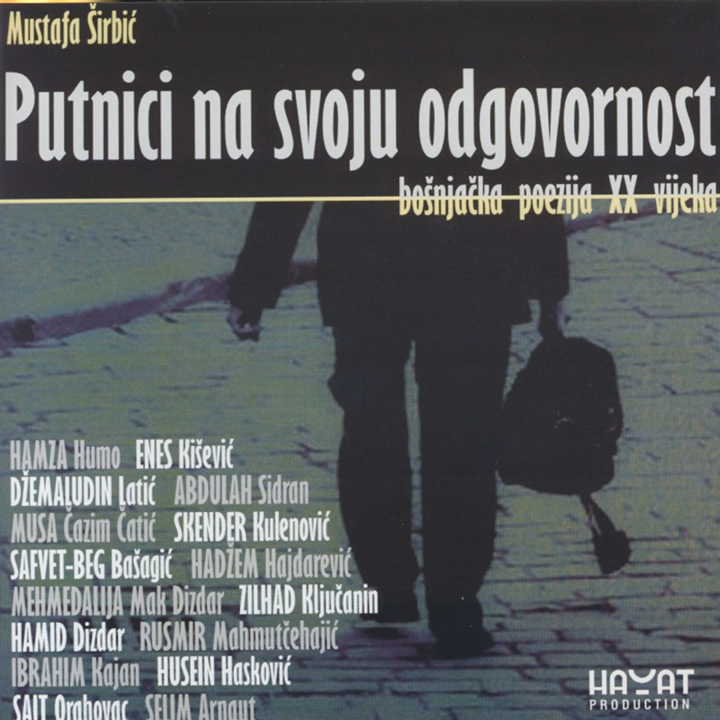 Mustafa Širbić
Putnici na svoju odgovornost
bošnjačka poezija XX vijeka
HAMZA Humo ENES Kišević
DŽEMALUDIN Latić ABDULAH Sidran
MUSA Ćazim Ćatić SKENDER Kulenović
SAFVET-BEG Bašagić HADŽEM Hajdarević
MEHMEDALIJA Mak Dizdar ZILHAD Ključanin
HAMID Dizdar RUSMIR Mahmutčehajić
IBRAHIM Kajan HUSEIN Hasković
SAIT Orahovac SELIM Arnaut
HAYAT
PRODUCTION